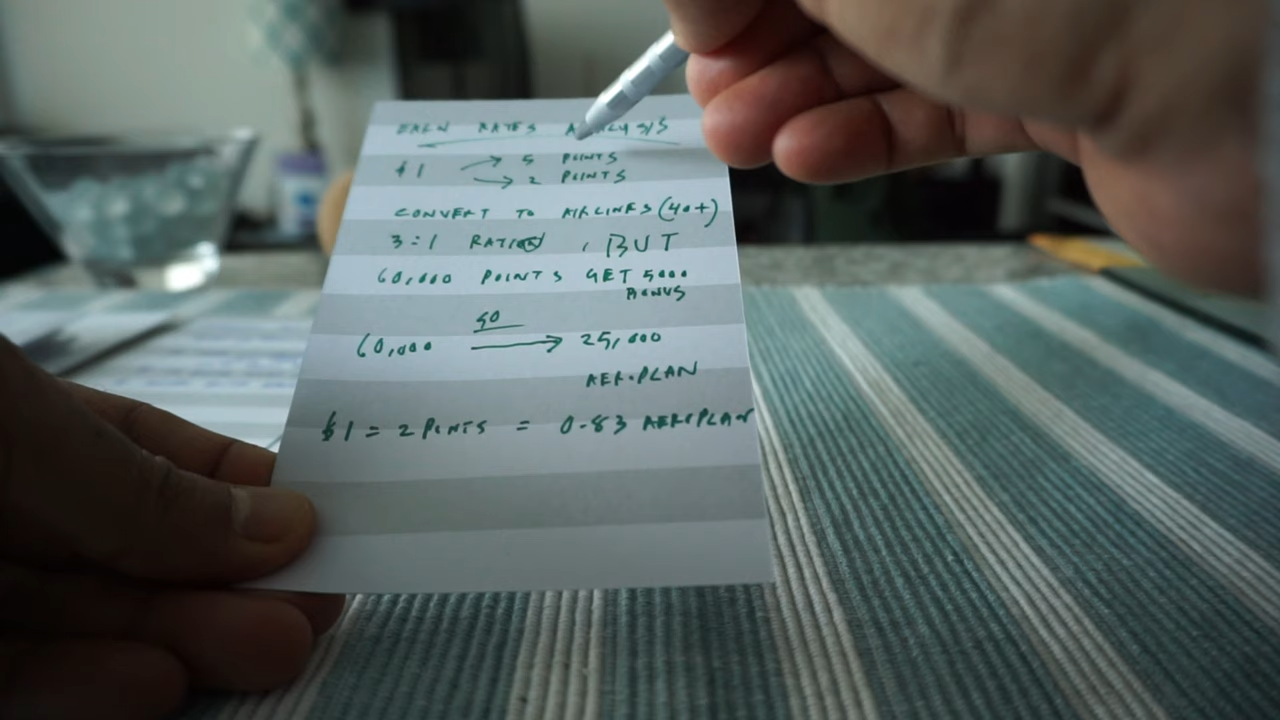 EARN RATES ANALYSIS
$1 → 5 POINTS
→ 2 POINTS
CONVERT TO AIRLINES (40+)
3:1 RATIO, BUT
60,000 POINTS GET 5000
BONUS
60,000 → 25,000
AEROPLAN
$1 = 2 POINTS = 0.83 AEROPLAN